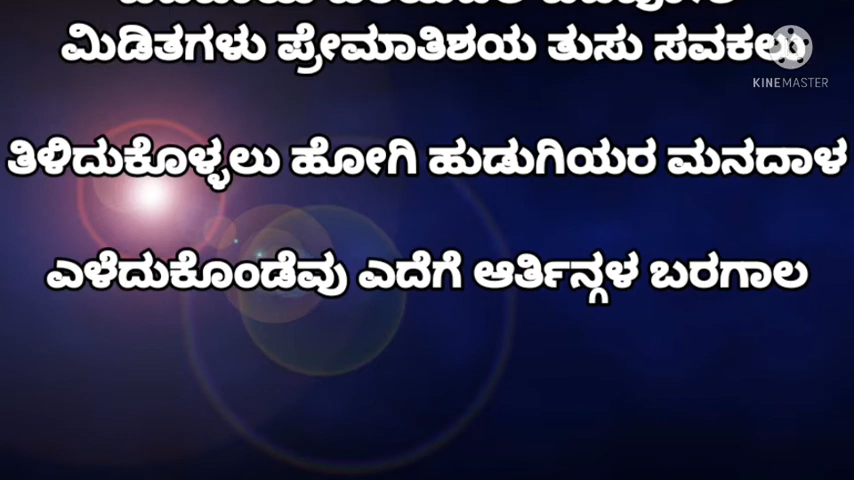 ಮಿಡಿತಗಳು ಪ್ರೇಮಾತಿಶಯ ತುಸು ಸವಕಲು
KINEMASTER
ತಿಳಿದುಕೊಳ್ಳಲು ಹೋಗಿ ಹುಡುಗಿಯರ ಮನದಾಳ
ಎಳೆದುಕೊಂಡೆವು ಎದೆಗೆ ಆರ್ತಿನ್ಗಳ ಬರಗಾಲ